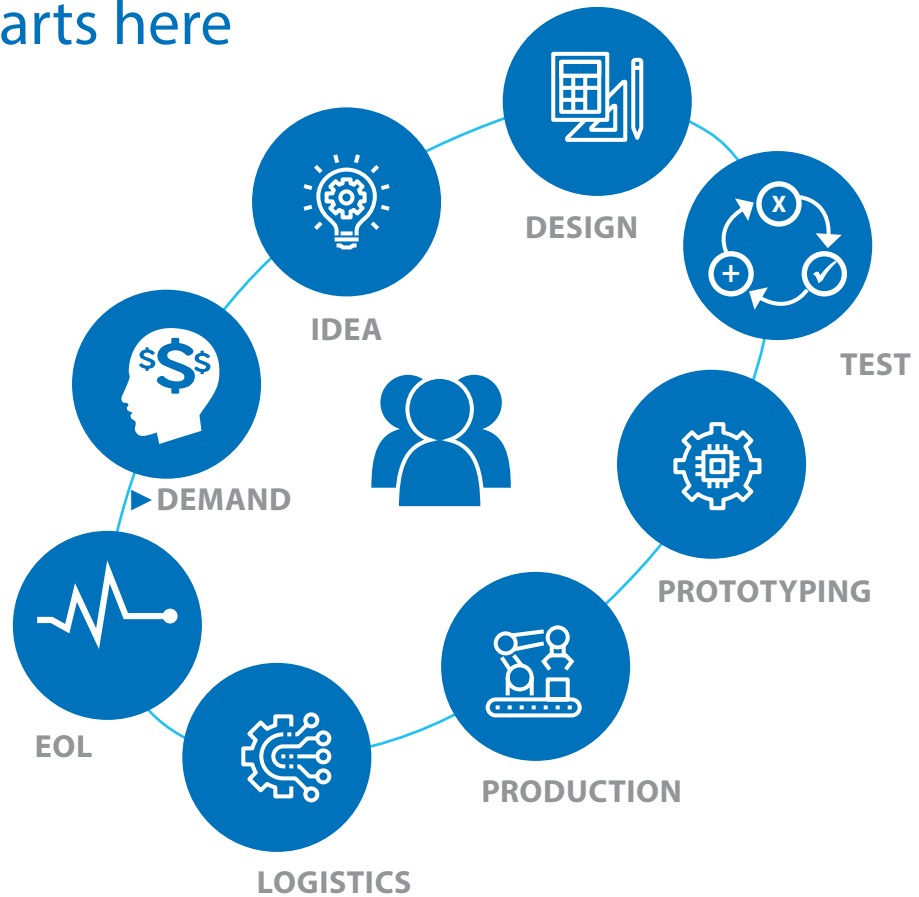 arts here
DESIGN
IDEA
TEST
$ $ $
X
+
DEMAND
PROTOTYPING
EOL
PRODUCTION
LOGISTICS